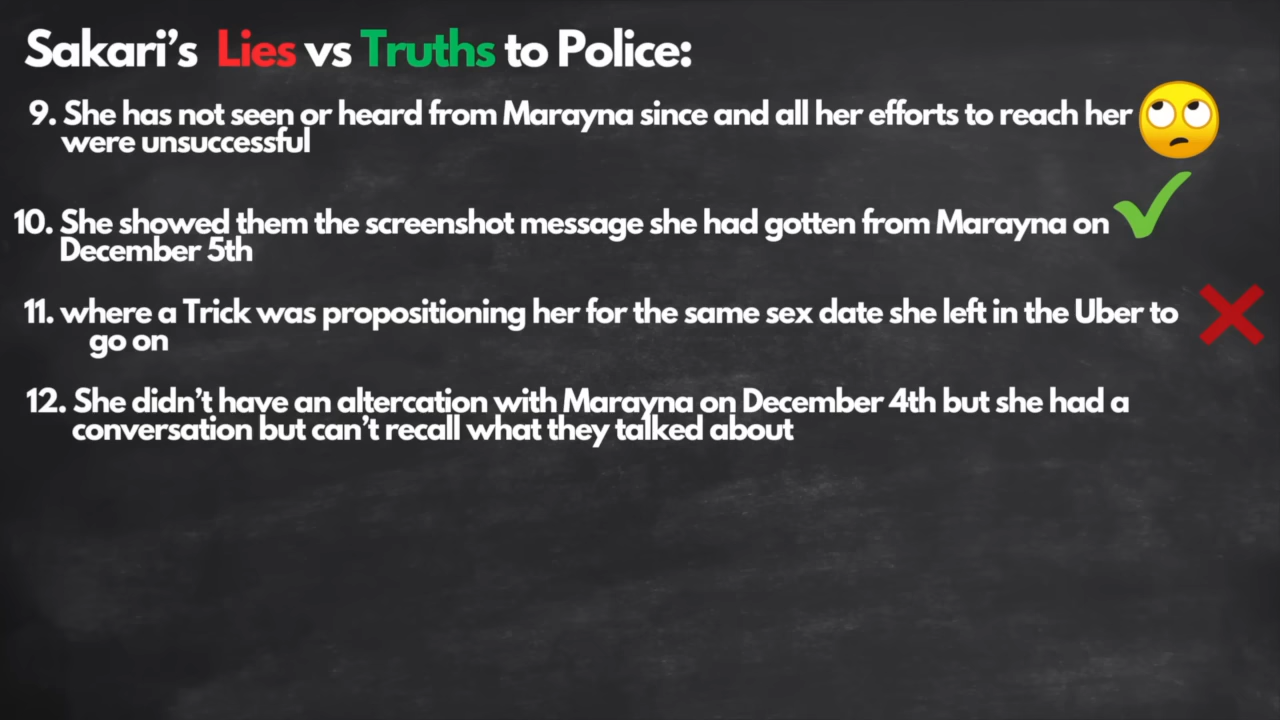 Sakari's Lies vs Truths to Police:
9. She has not seen or heard from Marayna since and all her efforts to reach her
were unsuccessful
10. She showed them the screenshot message she had gotten from Marayna on
December 5th
11. where a Trick was propositioning her for the same sex date she left in the Uber to
go on
12. She didn't have an altercation with Marayna on December 4th but she had a
conversation but can't recall what they talked about